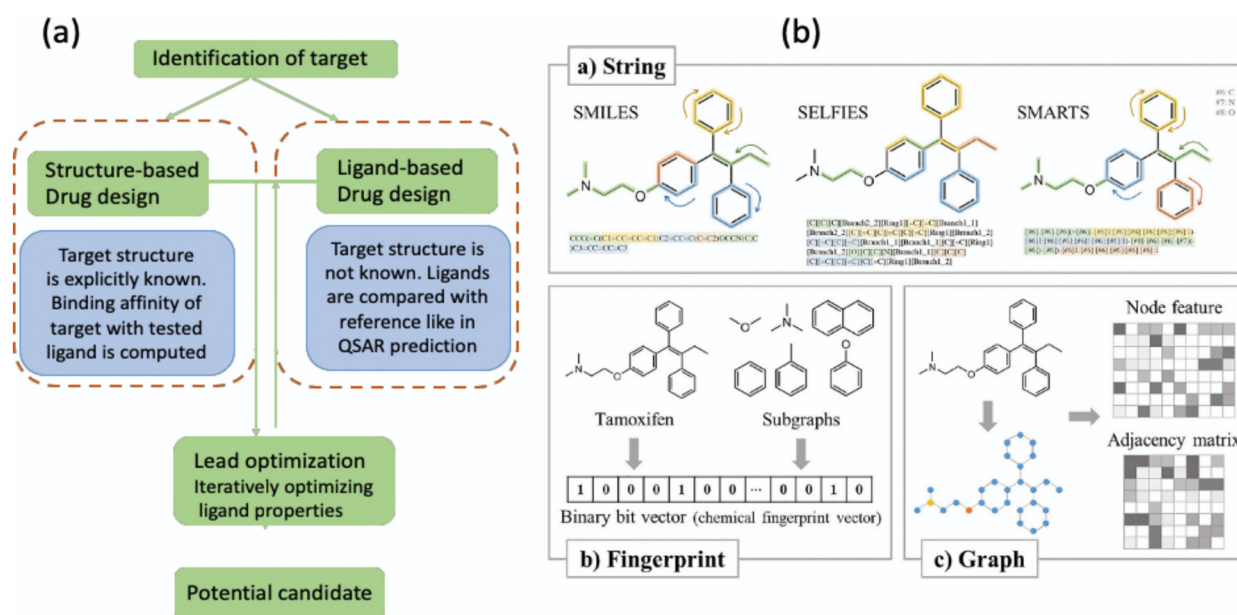 (a)
Identification of target
Structure-based
Drug design
Ligand-based
Drug design
Target structure
is explicitly known.
Binding affinity of
target with tested
ligand is computed
Target structure is
not known. Ligands
are compared with
reference like in
QSAR prediction
Lead optimization
Iteratively optimizing
ligand properties
Potential candidate
(b)
a) String
SMILES
N
O
SELFIES
N
O
SMARTS
N
O
#6: C
#7: N
#8: O
b) Fingerprint
N
O
Tamoxifen
O
N
O
Subgraphs
1 0 0 0 1 0 0 ... 0 0 1 0
Binary bit vector (chemical fingerprint vector)
c) Graph
N
O
Node feature
Adjacency matrix